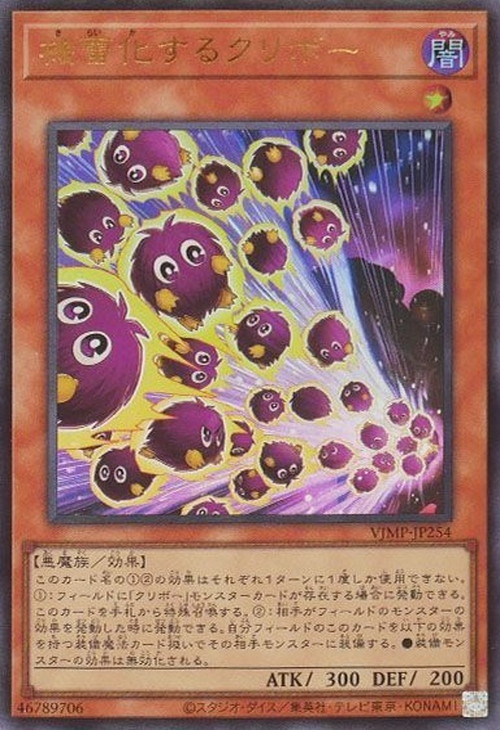 機雷化するクリボー
闇
VJMP-JP254
【悪魔族/効果】
このカード名の①②の効果はそれぞれ1ターンに1度しか使用できない。
①:フィールドに「クリボー」モンスターカードが存在する場合に発動できる。
このカードを手札から特殊召喚する。②:相手がフィールドのモンスターの
効果を発動した時に発動できる。自分フィールドのこのカードを以下の効果
を持つ装備魔法カード扱いでその相手モンスターに装備する。●装備モン
スターの効果は無効化される。
ATK/ 300 DEF/ 200
46789706 ©スタジオ・ダイス/集英社・テレビ東京・KONAMI